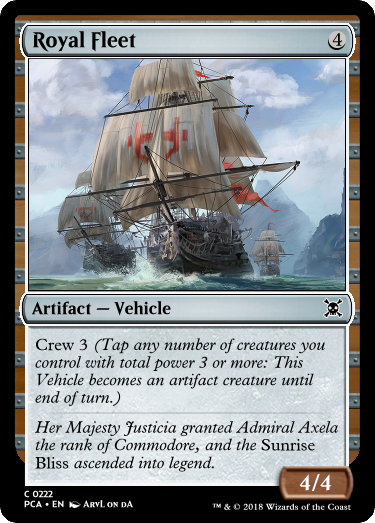 Royal Fleet 4
Artifact — Vehicle
Crew 3 (Tap any number of creatures you
control with total power 3 or more: This
Vehicle becomes an artifact creature until
end of turn.)
Her Majesty Justicia granted Admiral Axela
the rank of Commodore, and the Sunrise
Bliss ascended into legend.
4/4
C 0222
PCA • EN AryL on dA
™ & © 2018 Wizards of the Coast